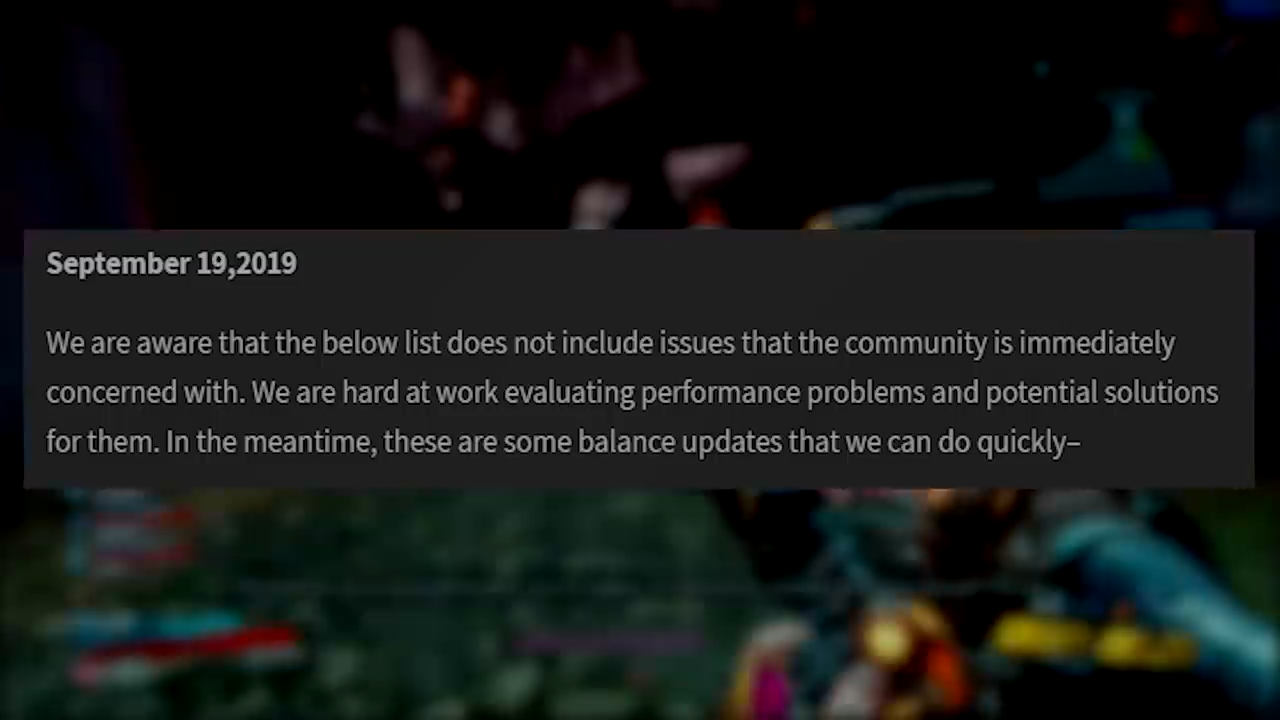 September 19,2019
We are aware that the below list does not include issues that the community is immediately
concerned with. We are hard at work evaluating performance problems and potential solutions
for them. In the meantime, these are some balance updates that we can do quickly–